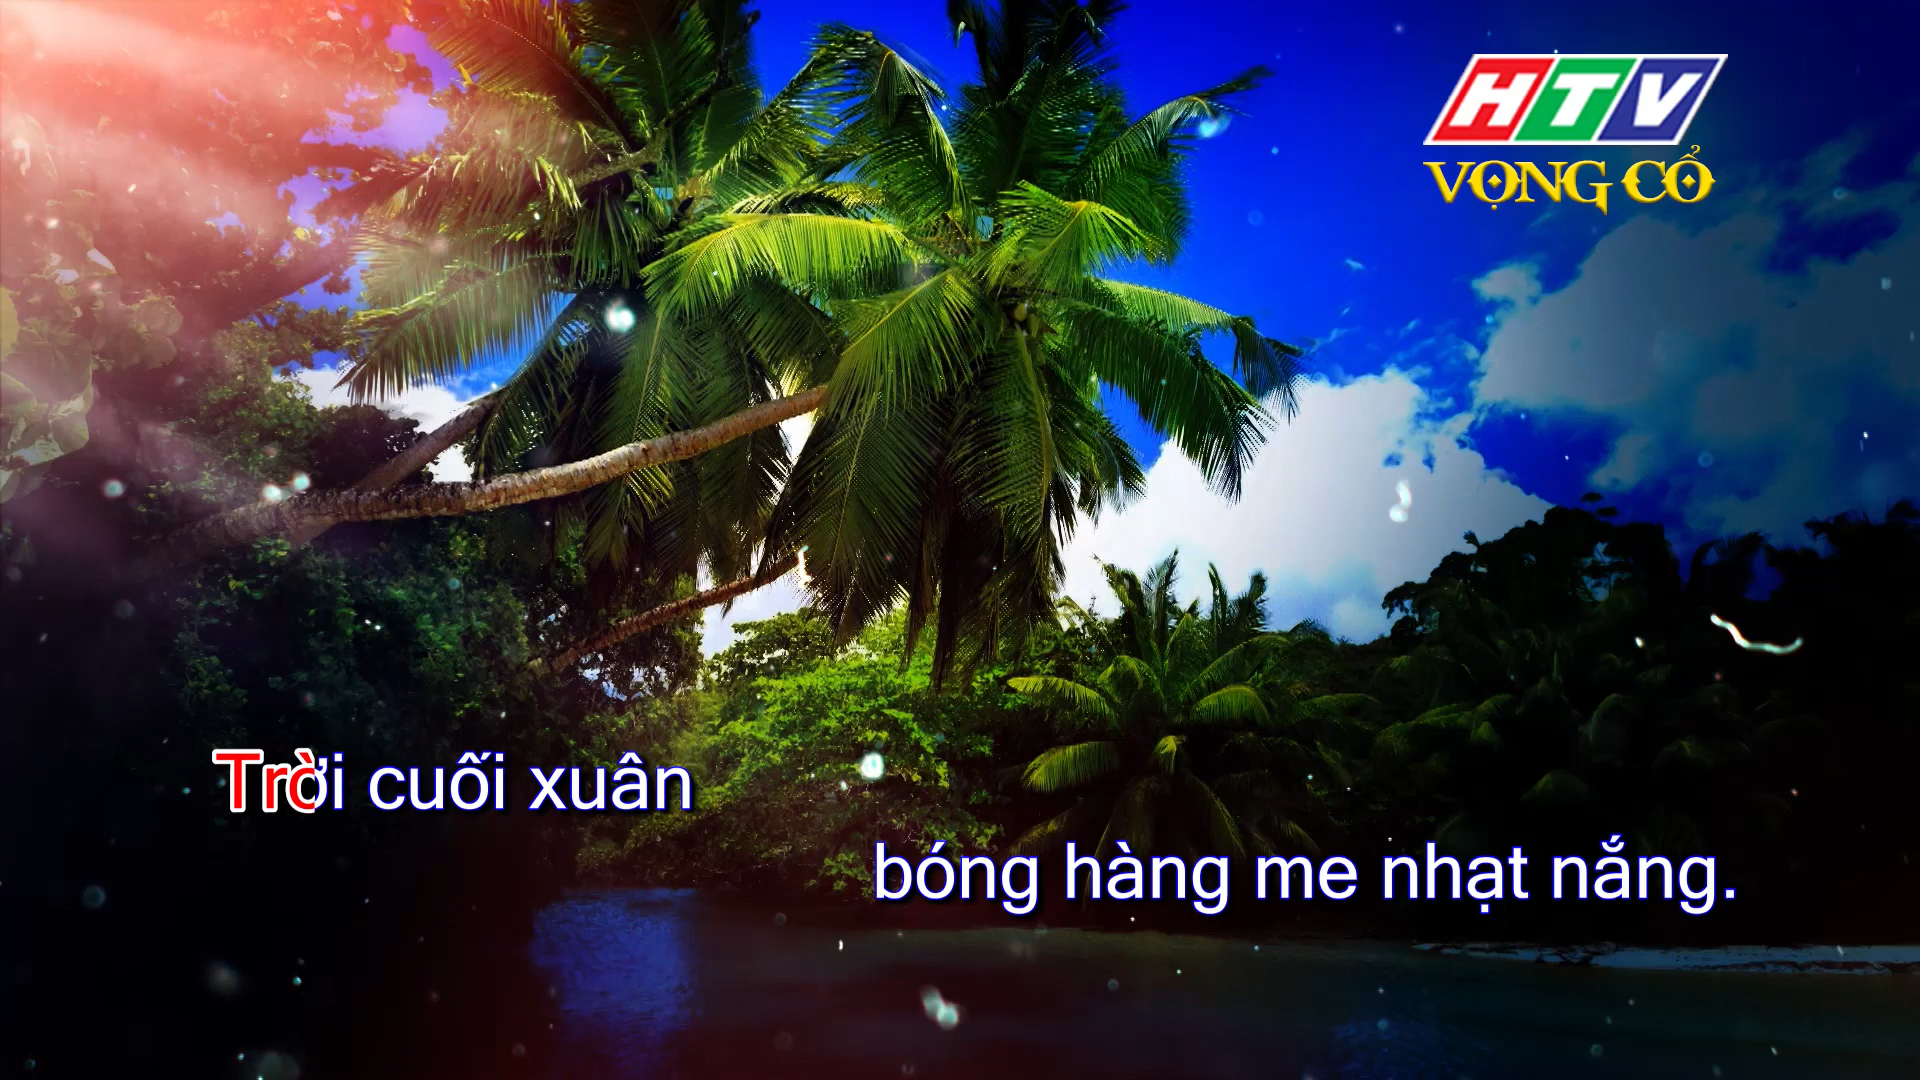 HTV
VỌNG CỔ
Trời cuối xuân
bóng hàng me nhạt nắng.